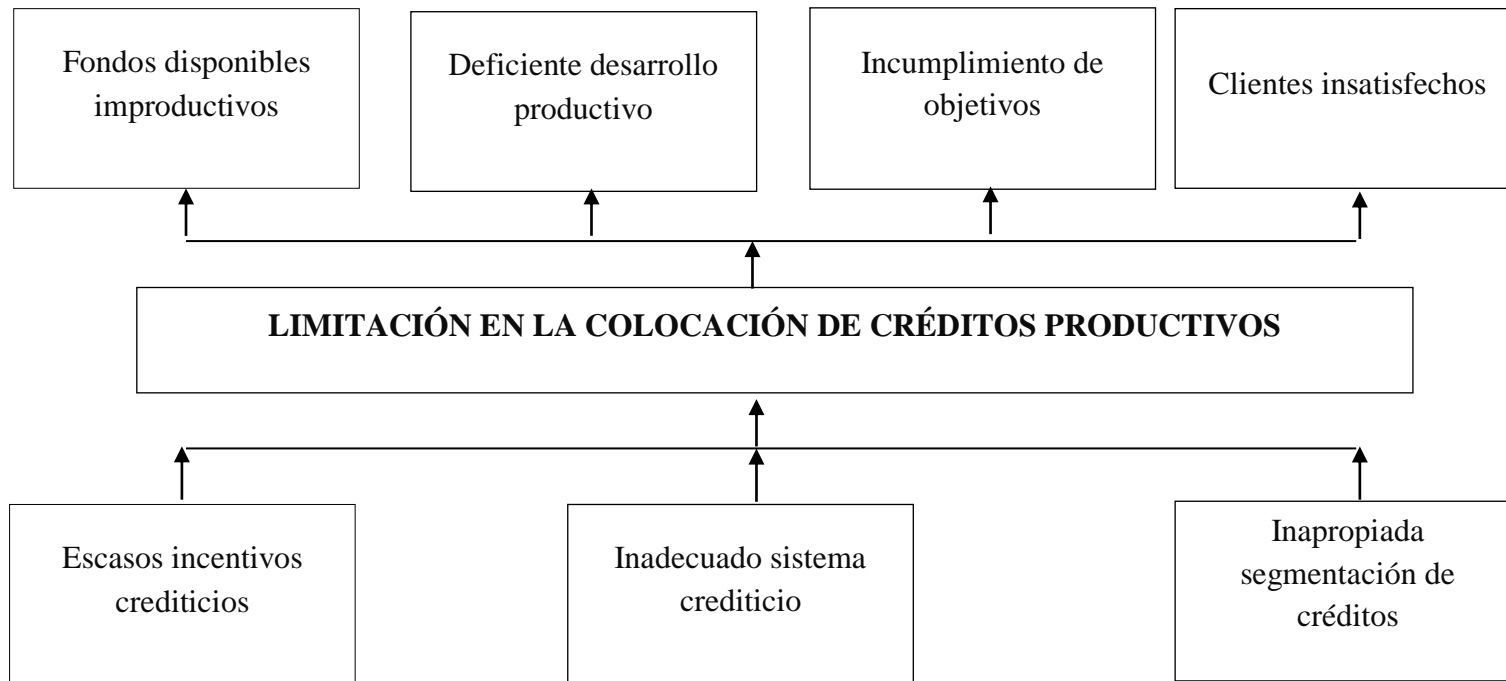 Fondos disponibles
improductivos
Deficiente desarrollo
productivo
Incumplimiento de
objetivos
Clientes insatisfechos
LIMITACIÓN EN LA COLOCACIÓN DE CRÉDITOS PRODUCTIVOS
Escasos incentivos
crediticios
Inadecuado sistema
crediticio
Inapropiada
segmentación de
créditos